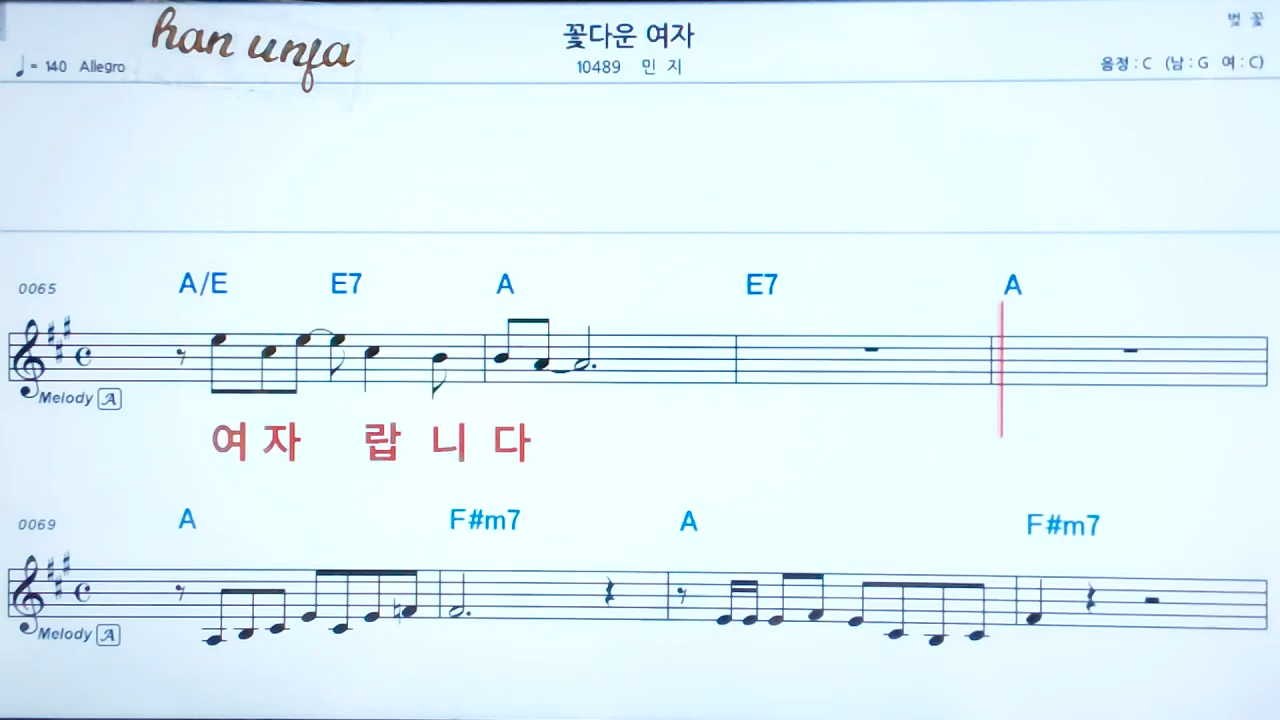 han unja
꽃다운 여자
벚 꽃
♩= 140 Allegro
10489 민 지
음정 : C (남 : G 여 : C)
0065 A/E E7 A E7 A
Melody A
여 자 랍 니 다
0069 A F#m7 A F#m7
Melody A